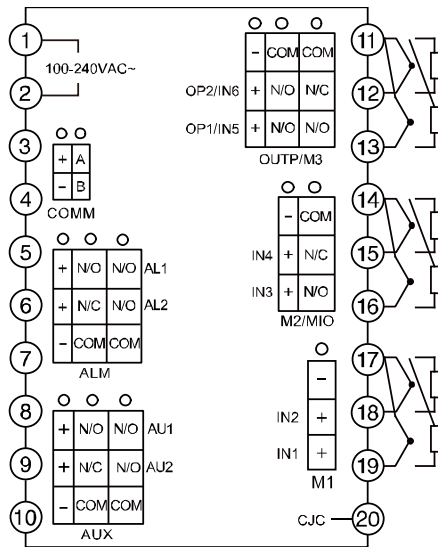 1
100-240VAC~
2
3
+ A
- B
4
COMM
5
+ N/O N/O AL1
6
+ N/C N/O AL2
- COM COM
7
ALM
8
+ N/O N/O AU1
9
+ N/C N/O AU2
- COM COM
10
AUX
- COM COM
11
OP2/IN6 + N/O N/C
12
OP1/IN5 + N/O N/O
13
OUTP/M3
14
- COM
IN4 + N/C
15
IN3 + N/O
16
M2/MIO
17
-
IN2 +
18
IN1 +
19
M1
CJC
20